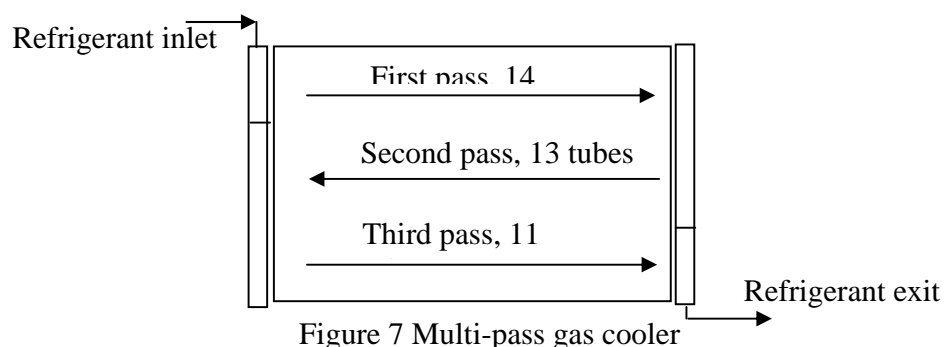 Refrigerant inlet
First pass, 14
Second pass, 13 tubes
Third pass, 11
Refrigerant exit
Figure 7 Multi-pass gas cooler